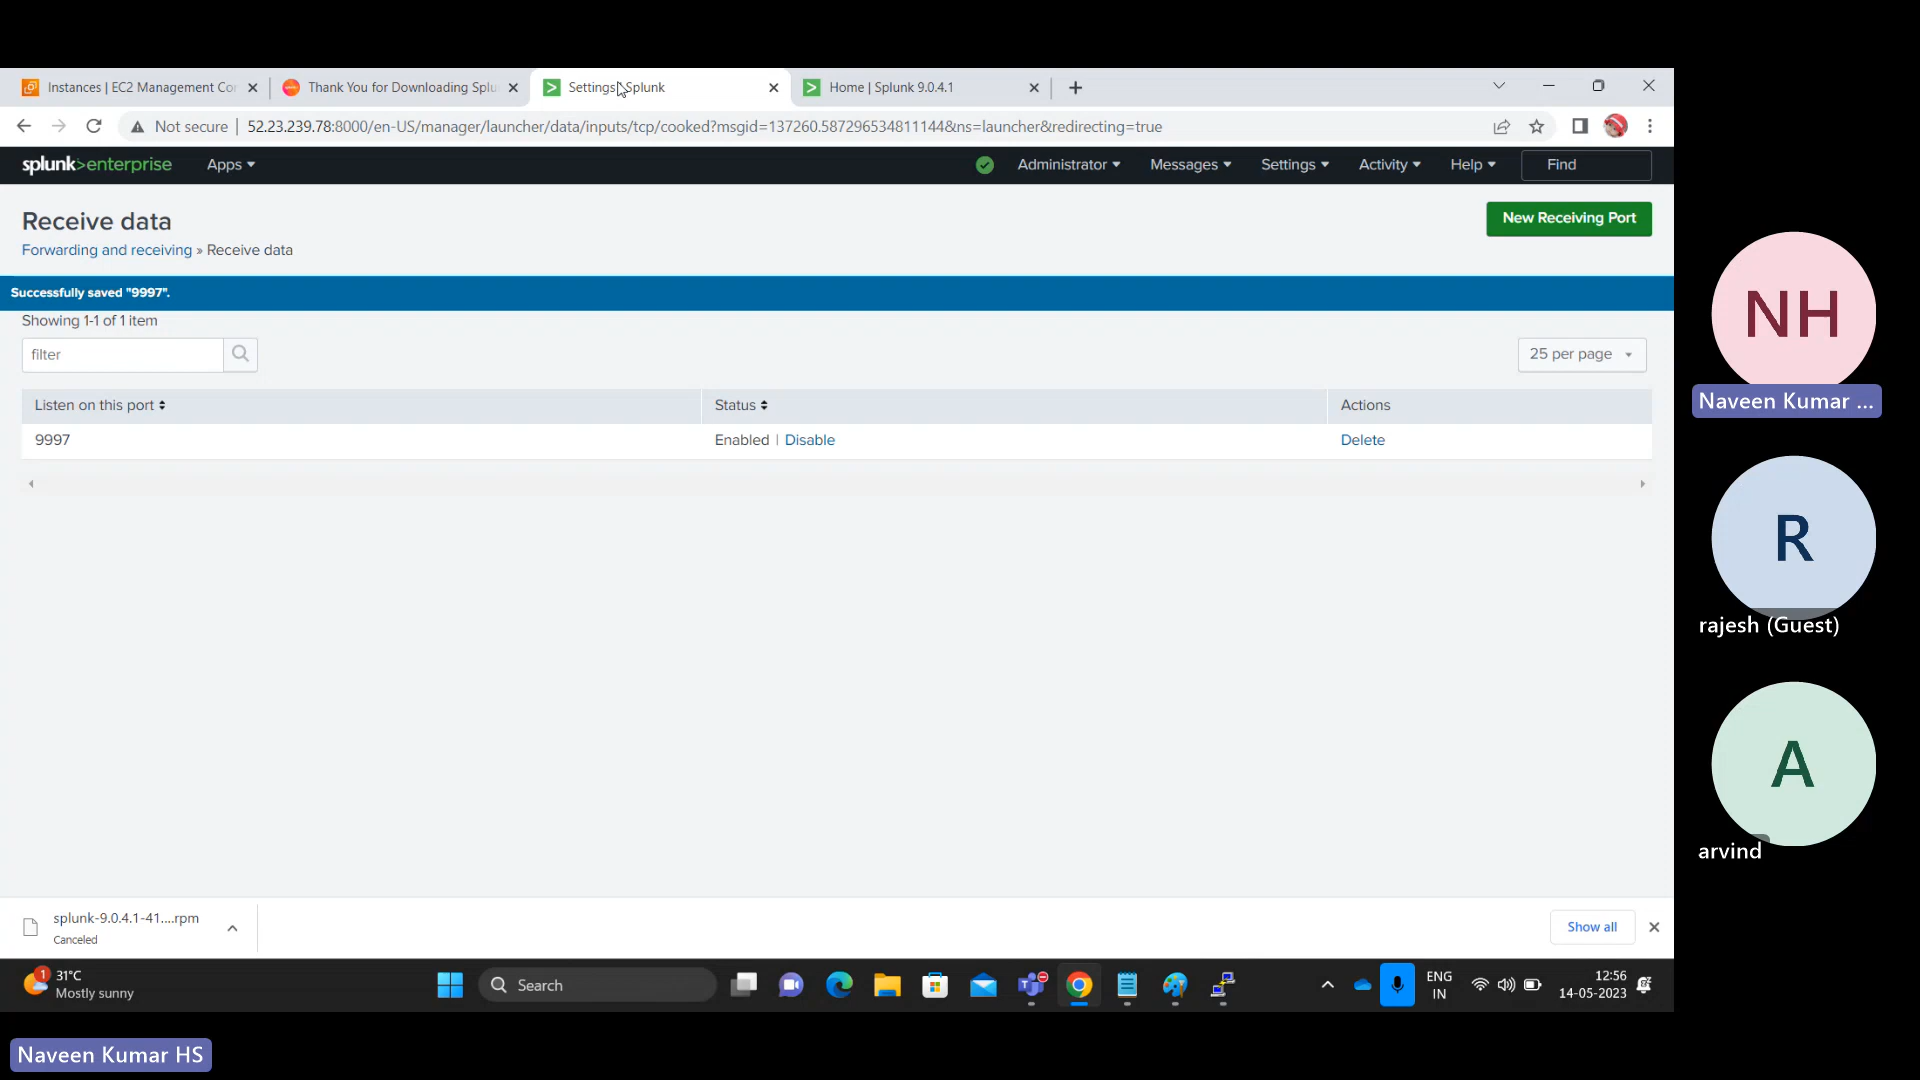 Instances | EC2 Management Co
Thank You for Downloading Splu
Settings Splunk
Home | Splunk 9.0.4.1
Not secure
52.23.239.78:8000/en-US/manager/launcher/data/inputs/tcp/cooked?msgid=137260.587296534811144&ns=launcher&redirecting=true
splunk>enterprise
Apps
Administrator
Messages
Settings
Activity
Help
Find
Receive data
New Receiving Port
Forwarding and receiving » Receive data
Successfully saved "9997".
Showing 1-1 of 1 item
filter
25 per page
Listen on this port
Status
Actions
9997
Enabled | Disable
Delete
splunk-9.0.4.1-41....rpm
Canceled
Show all
1
31°C
Mostly sunny
Search
ENG
IN
12:56
14-05-2023
NH
Naveen Kumar ...
R
rajesh (Guest)
A
arvind
Naveen Kumar HS